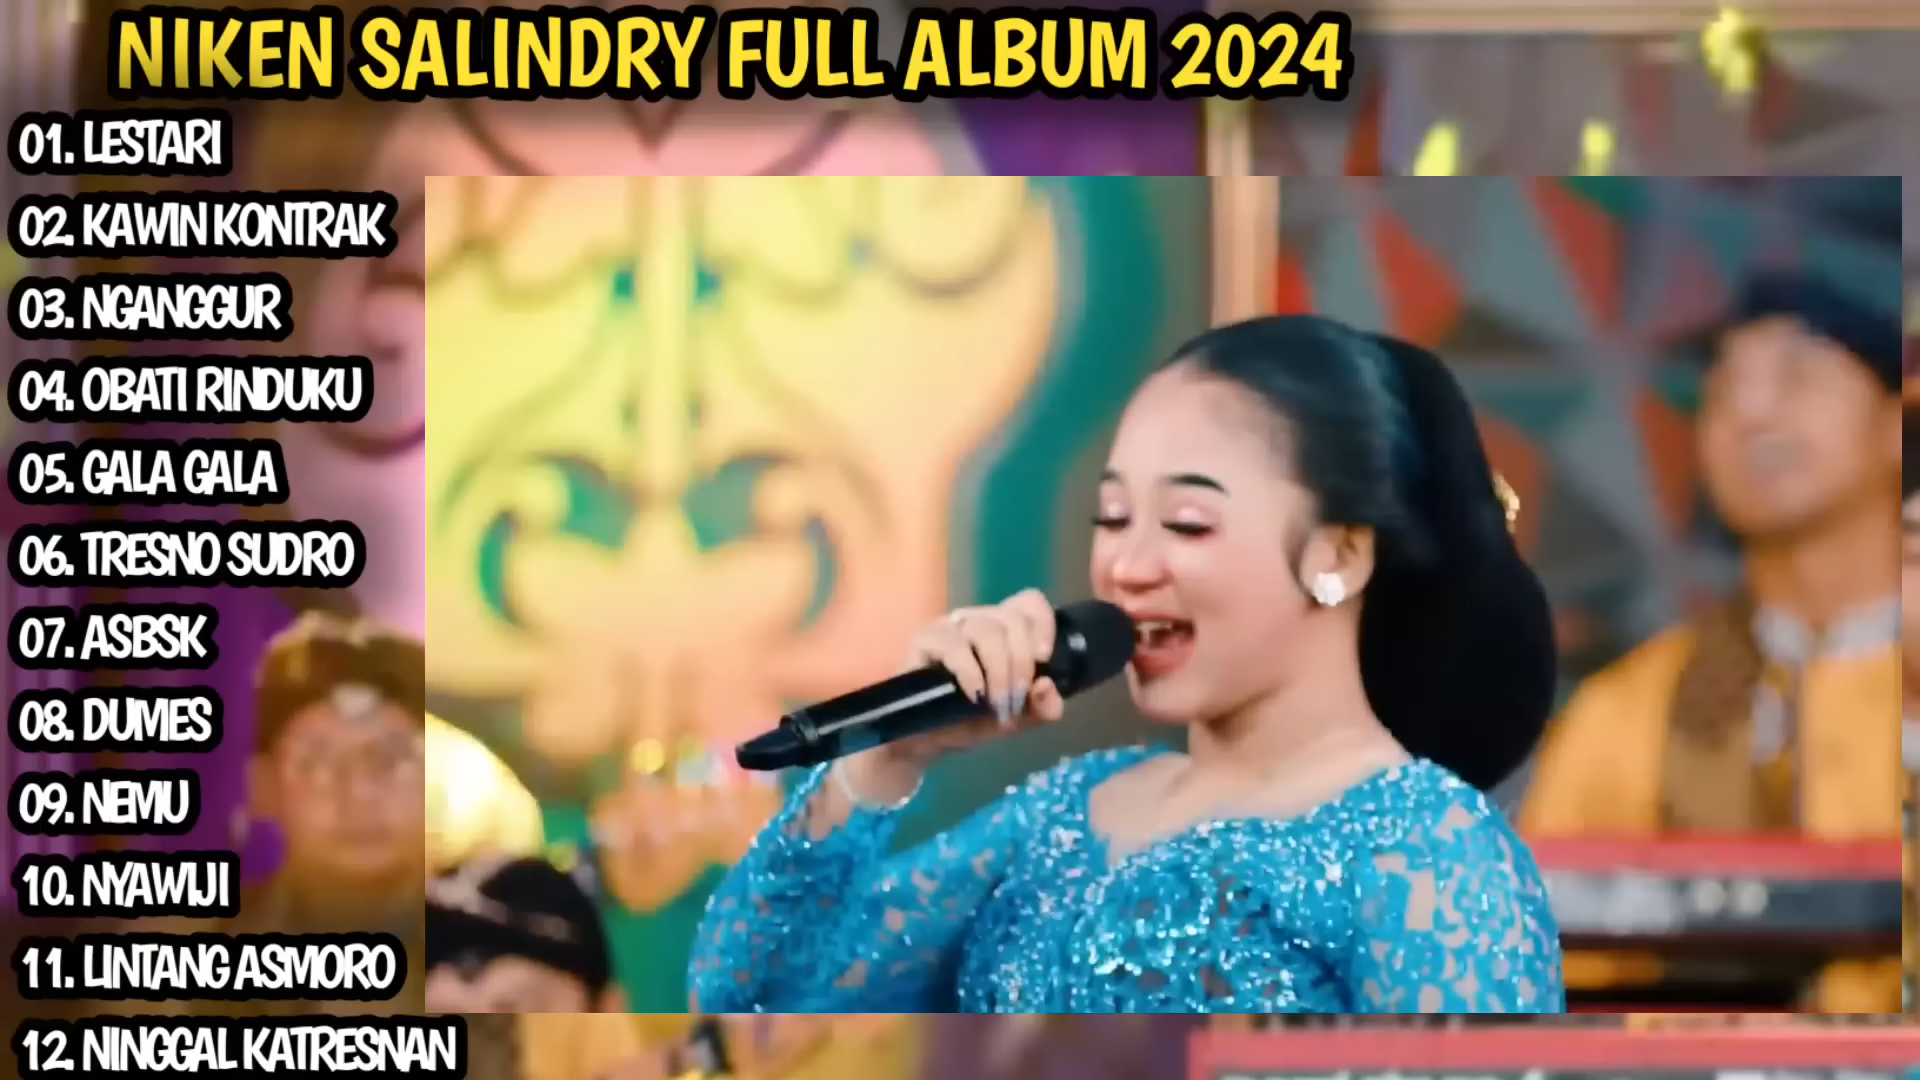 NIKEN SALINDRY FULL ALBUM 2024
01. LESTARI
02. KAWIN KONTRAK
03. NGANGGUR
04. OBATI RINDUKU
05. GALA GALA
06. TRESNO SUDRO
07. ASBSK
08. DUMES
09. NEMU
10. NYAWIJI
11. LINTANG ASMORO
12. NINGGAL KATRESNAN